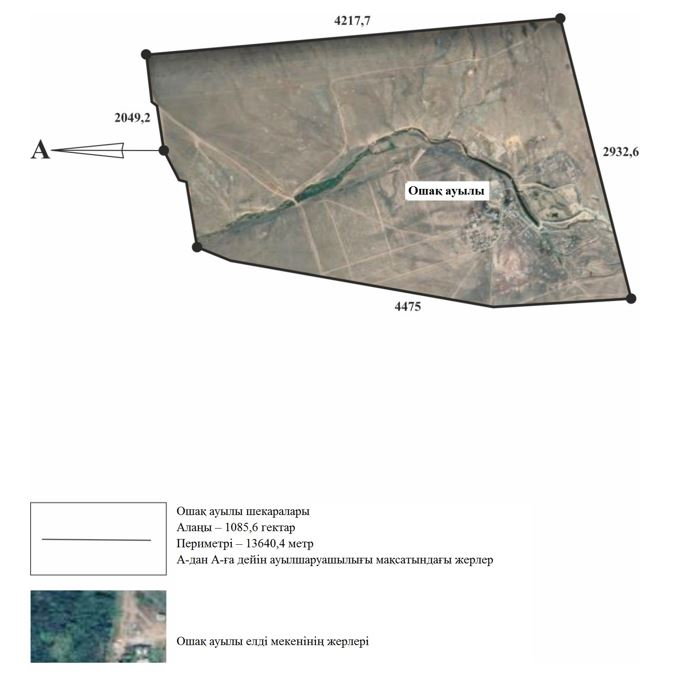 4217,7
2049,2
А
2932,6
Ошақ ауылы
4475
Ошақ ауылы шекаралары
Алаңы – 1085,6 гектар
Периметрі – 13640,4 метр
А-дан А-ға дейін ауылшаруашылығы мақсатындағы жерлер
Ошақ ауылы елді мекенінің жерлері